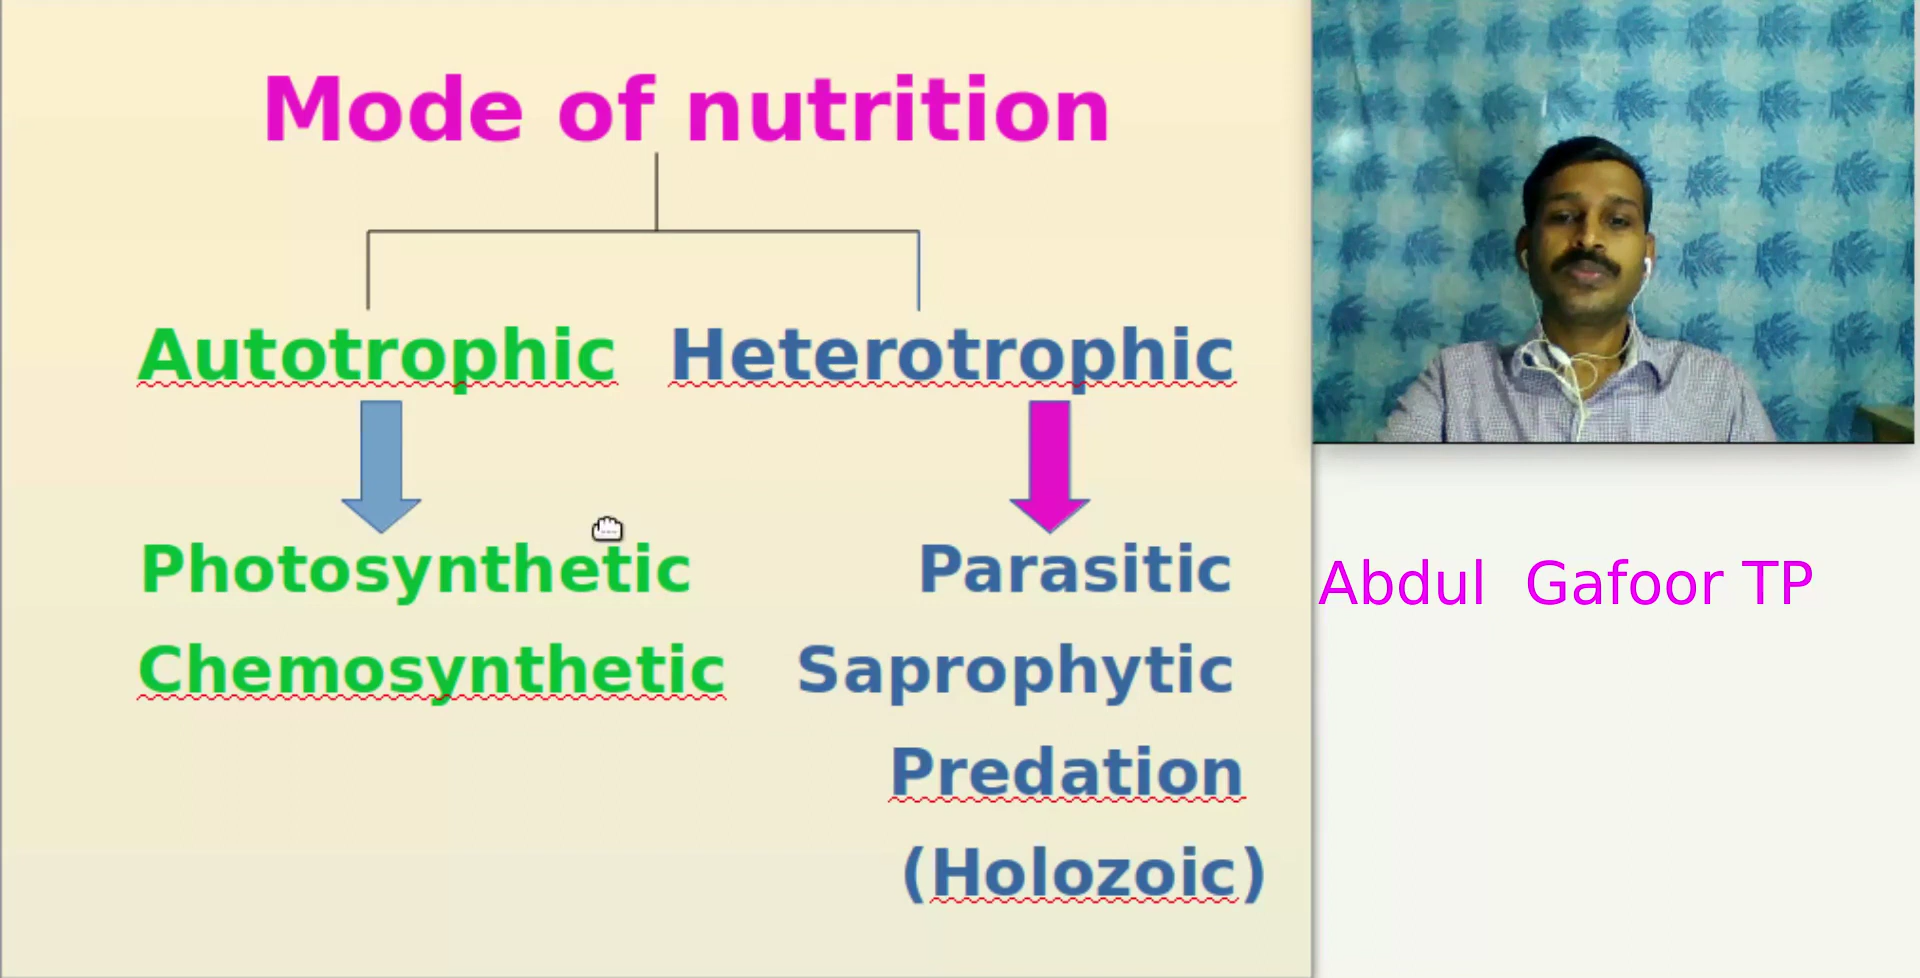 Mode of nutrition
Autotrophic Heterotrophic
Photosynthetic Parasitic
Chemosynthetic Saprophytic
Predation
(Holozoic)
Abdul Gafoor TP